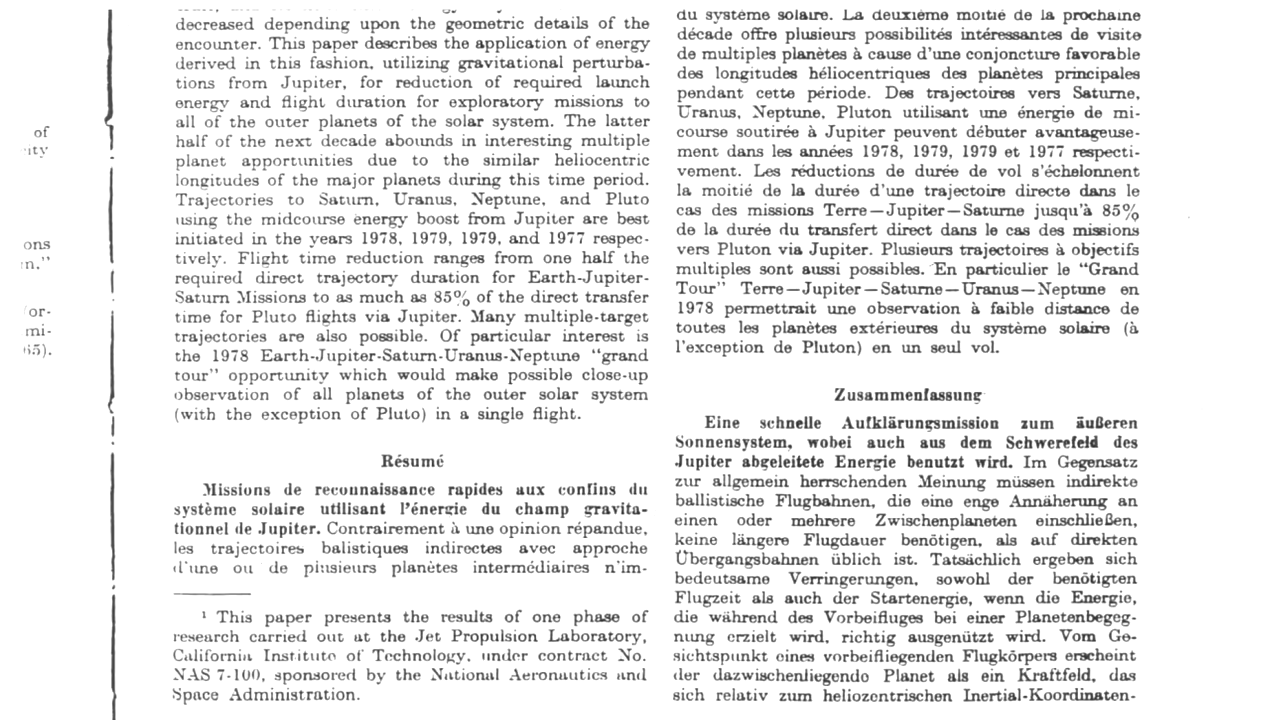 of
ity
ons
m."
or-
mi-
65).
decreased depending upon the geometric details of the
encounter. This paper describes the application of energy
derived in this fashion, utilizing gravitational perturba-
tions from Jupiter, for reduction of required launch
energy and flight duration for exploratory missions to
all of the outer planets of the solar system. The latter
half of the next decade abounds in interesting multiple
planet apportunities due to the similar heliocentric
longitudes of the major planets during this time period.
Trajectories to Saturn, Uranus, Neptune, and Pluto
using the midcourse energy boost from Jupiter are best
initiated in the years 1978, 1979, 1979, and 1977 respec-
tively. Flight time reduction ranges from one half the
required direct trajectory duration for Earth-Jupiter-
Saturn Missions to as much as 85% of the direct transfer
time for Pluto flights via Jupiter. Many multiple-target
trajectories are also possible. Of particular interest is
the 1978 Earth-Jupiter-Saturn-Uranus-Neptune “grand
tour” opportunity which would make possible close-up
observation of all planets of the outer solar system
(with the exception of Pluto) in a single flight.
Résumé
Missions de reconnaissance rapides aux confins du
système solaire utilisant l'énergie du champ gravita-
tionnel de Jupiter. Contrairement à une opinion répandue,
les trajectoires balistiques indirectes avec approche
d'une ou de plusieurs planètes intermédiaires n'im-
¹ This paper presents the results of one phase of
research carried out at the Jet Propulsion Laboratory,
California Institute of Technology, under contract No.
NAS 7-100, sponsored by the National Aeronautics and
Space Administration.
du système solaire. La deuxième moitié de la prochaine
décade offre plusieurs possibilités intéressantes de visite
de multiples planètes à cause d'une conjoncture favorable
des longitudes héliocentriques des planètes principales
pendant cette période. Des trajectoires vers Saturne,
Uranus, Neptune, Pluton utilisant une énergie de mi-
course soutirée à Jupiter peuvent débuter avantageuse-
ment dans les années 1978, 1979, 1979 et 1977 respecti-
vement. Les réductions de durée de vol s'échelonnent
la moitié de la durée d'une trajectoire directe dans le
cas des missions Terre—Jupiter—Saturne jusqu'à 85%
de la durée du transfert direct dans le cas des missions
vers Pluton via Jupiter. Plusieurs trajectoires à objectifs
multiples sont aussi possibles. En particulier le “Grand
Tour” Terre—Jupiter—Saturne—Uranus—Neptune en
1978 permettrait une observation à faible distance de
toutes les planètes extérieures du système solaire (à
l'exception de Pluton) en un seul vol.
Zusammenfassung
Eine schnelle Aufklärungsmission zum äußeren
Sonnensystem, wobei auch aus dem Schwerefeld des
Jupiter abgeleitete Energie benutzt wird. Im Gegensatz
zur allgemein herrschenden Meinung müssen indirekte
ballistische Flugbahnen, die eine enge Annäherung an
einen oder mehrere Zwischenplaneten einschließen,
keine längere Flugdauer benötigen, als auf direkten
Übergangsbahnen üblich ist. Tatsächlich ergeben sich
bedeutsame Verringerungen, sowohl der benötigten
Flugzeit als auch der Startenergie, wenn die Energie,
die während des Vorbeifluges bei einer Planetenbegeg-
nung erzielt wird, richtig ausgenützt wird. Vom Ge-
sichtspunkt eines vorbeifliegenden Flugkörpers erscheint
der dazwischenliegende Planet als ein Kraftfeld, das
sich relativ zum heliozentrischen Inertial-Koordinaten-